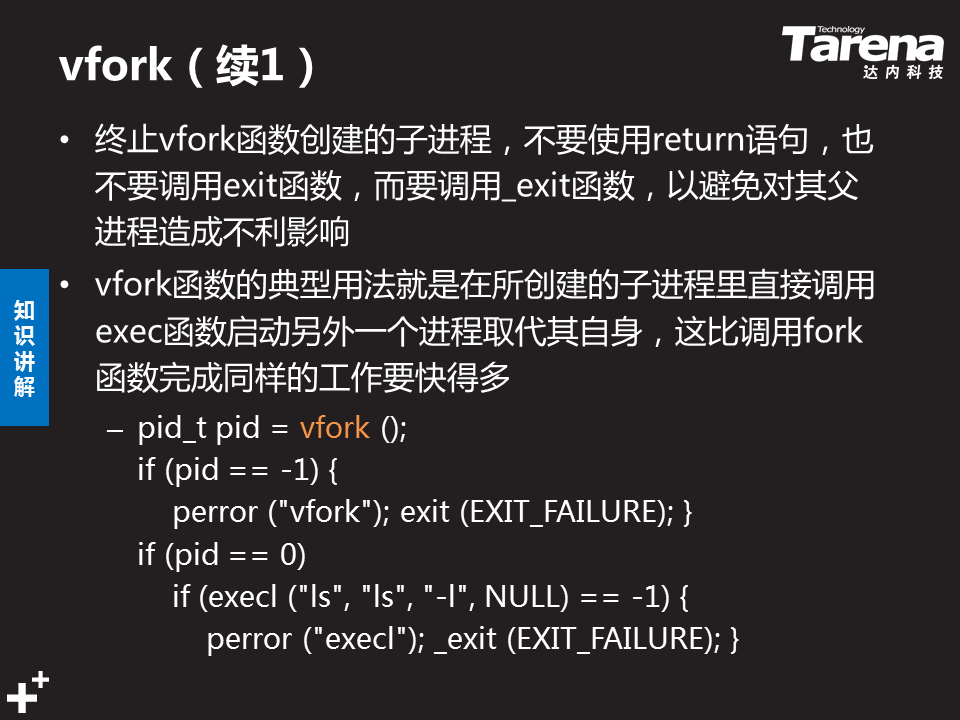 vfork（续1）
Technology
Tarena
达内科技
• 终止vfork函数创建的子进程，不要使用return语句，也
不要调用exit函数，而要调用_exit函数，以避免对其父
进程造成不利影响
• vfork函数的典型用法就是在所创建的子进程里直接调用
exec函数启动另外一个进程取代其自身，这比调用fork
函数完成同样的工作要快得多
– pid_t pid = vfork ();
if (pid == -1) {
perror ("vfork"); exit (EXIT_FAILURE); }
if (pid == 0)
if (execl ("ls", "ls", "-l", NULL) == -1) {
perror ("execl"); _exit (EXIT_FAILURE); }
知
识
讲
解